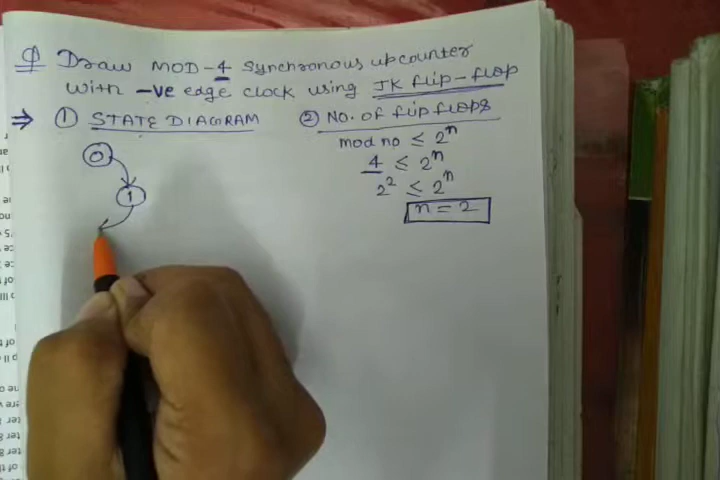 Q Draw MOD-4 synchronous upcounter
with -ve edge clock using JK flip-flop
⇒ ① STATE DIAGRAM
0
1
② NO. OF flip flops
mod no ≤ 2ⁿ
4 ≤ 2ⁿ
2² ≤ 2ⁿ
n = 2